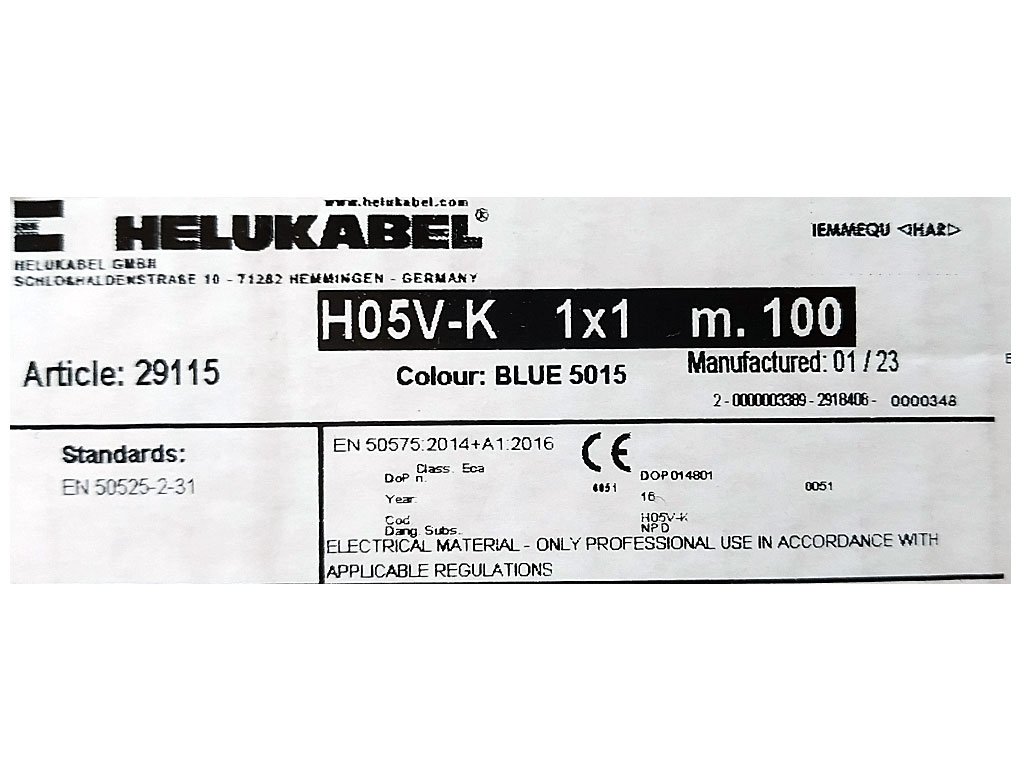 www.helukabel.com
HELUKABEL®
IEMMEQU ◁HAR▷
HELUKABEL GMBH
SCHLOßHALDENSTRAßE 10 - 71282 HEMMINGEN - GERMANY
H05V-K 1x1 m. 100
Article: 29115
Colour: BLUE 5015
Manufactured: 01 / 23
2 - 0000003389 - 2918406 - 0000348
Standards:
EN 50525-2-31
EN 50575:2014+A1:2016
CE
Class. Eca
DoP n. DOP014801
0051 0051
Year 16
Cod H05V-K
Dang. Subs. NPD
ELECTRICAL MATERIAL - ONLY PROFESSIONAL USE IN ACCORDANCE WITH
APPLICABLE REGULATIONS